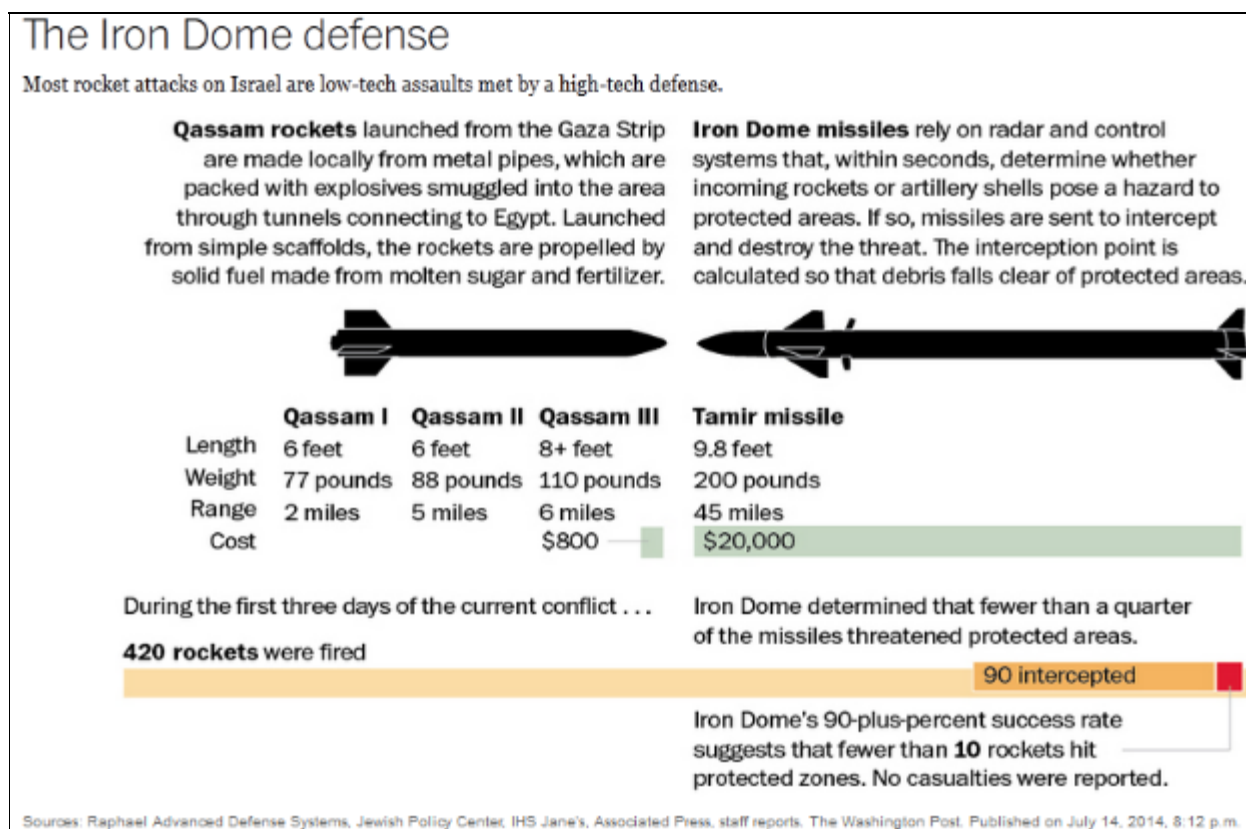 The Iron Dome defense
Most rocket attacks on Israel are low-tech assaults met by a high-tech defense.
Qassam rockets launched from the Gaza Strip
are made locally from metal pipes, which are
packed with explosives smuggled into the area
through tunnels connecting to Egypt. Launched
from simple scaffolds, the rockets are propelled by
solid fuel made from molten sugar and fertilizer.
Iron Dome missiles rely on radar and control
systems that, within seconds, determine whether
incoming rockets or artillery shells pose a hazard to
protected areas. If so, missiles are sent to intercept
and destroy the threat. The interception point is
calculated so that debris falls clear of protected areas.
Qassam I Qassam II Qassam III Tamir missile
Length 6 feet 6 feet 8+ feet 9.8 feet
Weight 77 pounds 88 pounds 110 pounds 200 pounds
Range 2 miles 5 miles 6 miles 45 miles
Cost $800 $20,000
During the first three days of the current conflict . . .
420 rockets were fired
Iron Dome determined that fewer than a quarter
of the missiles threatened protected areas.
90 intercepted
Iron Dome's 90-plus-percent success rate
suggests that fewer than 10 rockets hit
protected zones. No casualties were reported.
Sources: Raphael Advanced Defense Systems, Jewish Policy Center, IHS Jane's, Associated Press, staff reports. The Washington Post. Published on July 14, 2014, 8:12 p.m.